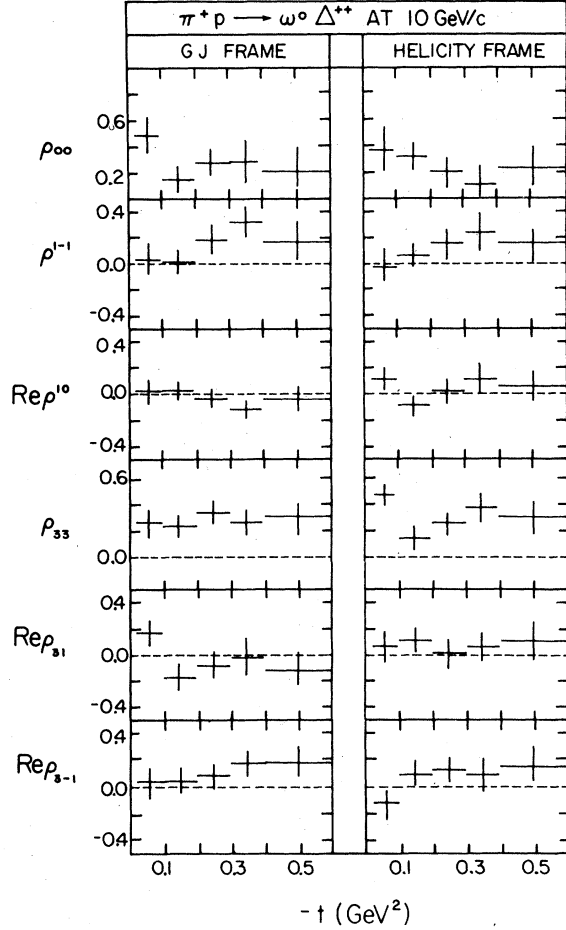 π⁺p ⟶ ω⁰ Δ⁺⁺ AT 10 GeV/c
GJ FRAME HELICITY FRAME
ρ₀₀ 0.6 0.2
ρ¹⁻¹ 0.4 0.0 -0.4
Reρ¹⁰ 0.4 0.0 -0.4
ρ₃₃ 0.6 0.0
Reρ₃₁ 0.4 0.0 -0.4
Reρ₃₋₁ 0.4 0.0 -0.4
0.1 0.3 0.5 0.1 0.3 0.5
-t (GeV²)